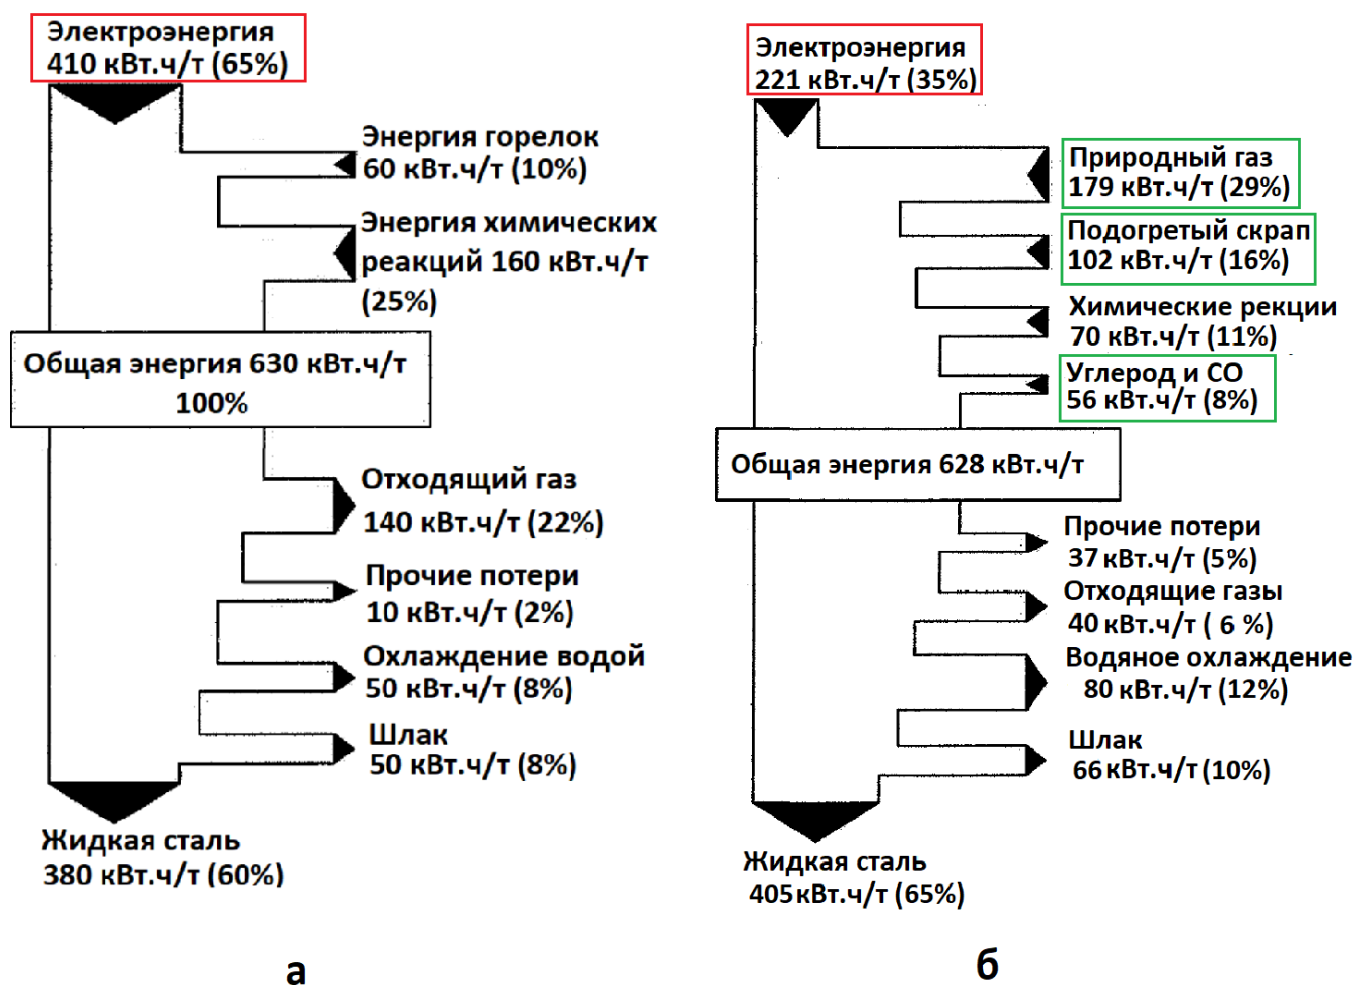 Электроэнергия
410 кВт.ч/т (65%)
Энергия горелок
60 кВт.ч/т (10%)
Энергия химических
реакций 160 кВт.ч/т
(25%)
Общая энергия 630 кВт.ч/т
100%
Отходящий газ
140 кВт.ч/т (22%)
Прочие потери
10 кВт.ч/т (2%)
Охлаждение водой
50 кВт.ч/т (8%)
Шлак
50 кВт.ч/т (8%)
Жидкая сталь
380 кВт.ч/т (60%)
а
Электроэнергия
221 кВт.ч/т (35%)
Природный газ
179 кВт.ч/т (29%)
Подогретый скрап
102 кВт.ч/т (16%)
Химические рекции
70 кВт.ч/т (11%)
Углерод и СО
56 кВт.ч/т (8%)
Общая энергия 628 кВт.ч/т
Прочие потери
37 кВт.ч/т (5%)
Отходящие газы
40 кВт.ч/т ( 6 %)
Водяное охлаждение
80 кВт.ч/т (12%)
Шлак
66 кВт.ч/т (10%)
Жидкая сталь
405 кВт.ч/т (65%)
б